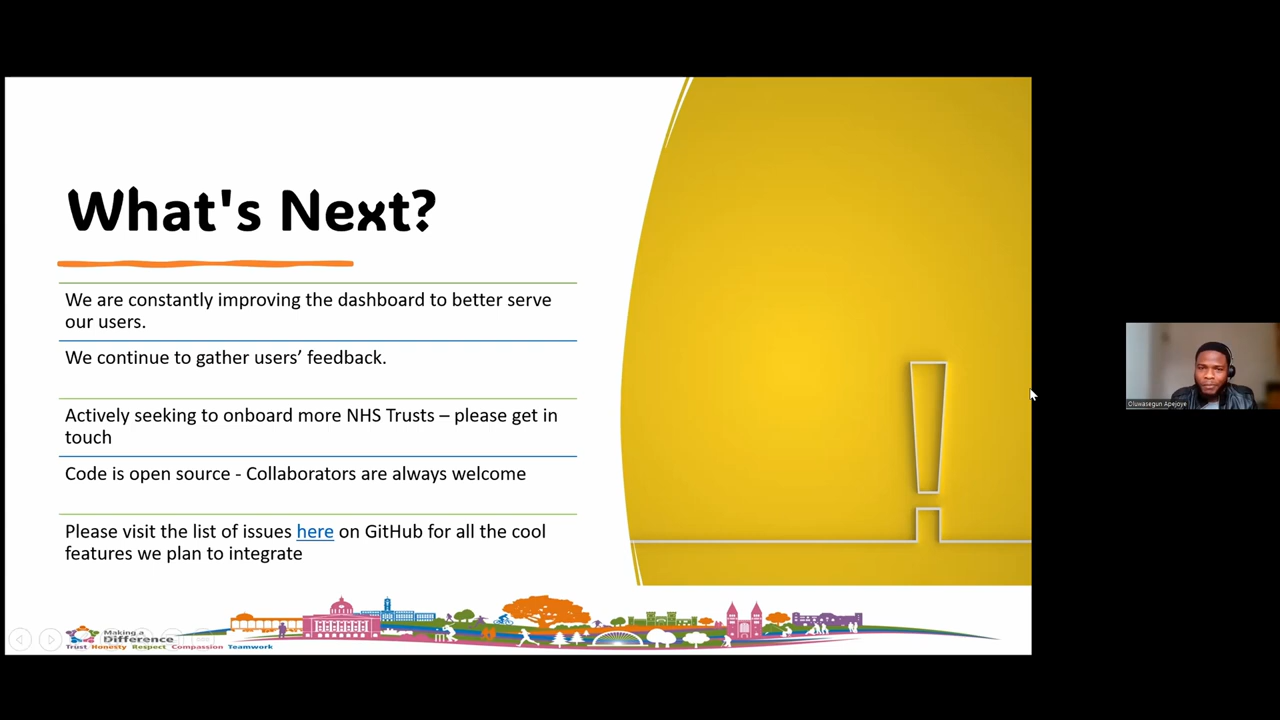 What's Next?
We are constantly improving the dashboard to better serve
our users.
We continue to gather users’ feedback.
Actively seeking to onboard more NHS Trusts – please get in
touch
Code is open source - Collaborators are always welcome
Please visit the list of issues here on GitHub for all the cool
features we plan to integrate
Making a
Difference
Trust Honesty Respect Compassion Teamwork
Oluwasegun Apejoye